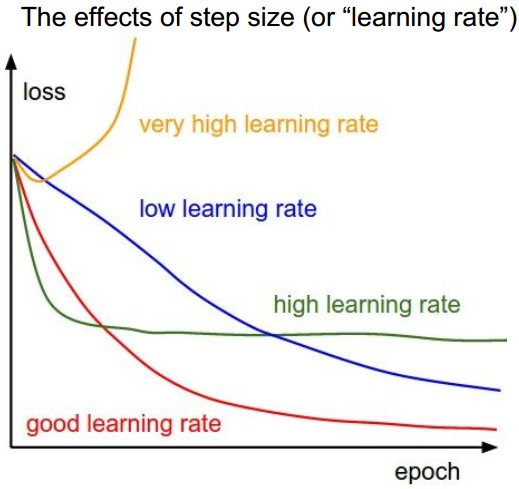 The effects of step size (or “learning rate”)
loss
very high learning rate
low learning rate
high learning rate
good learning rate
epoch